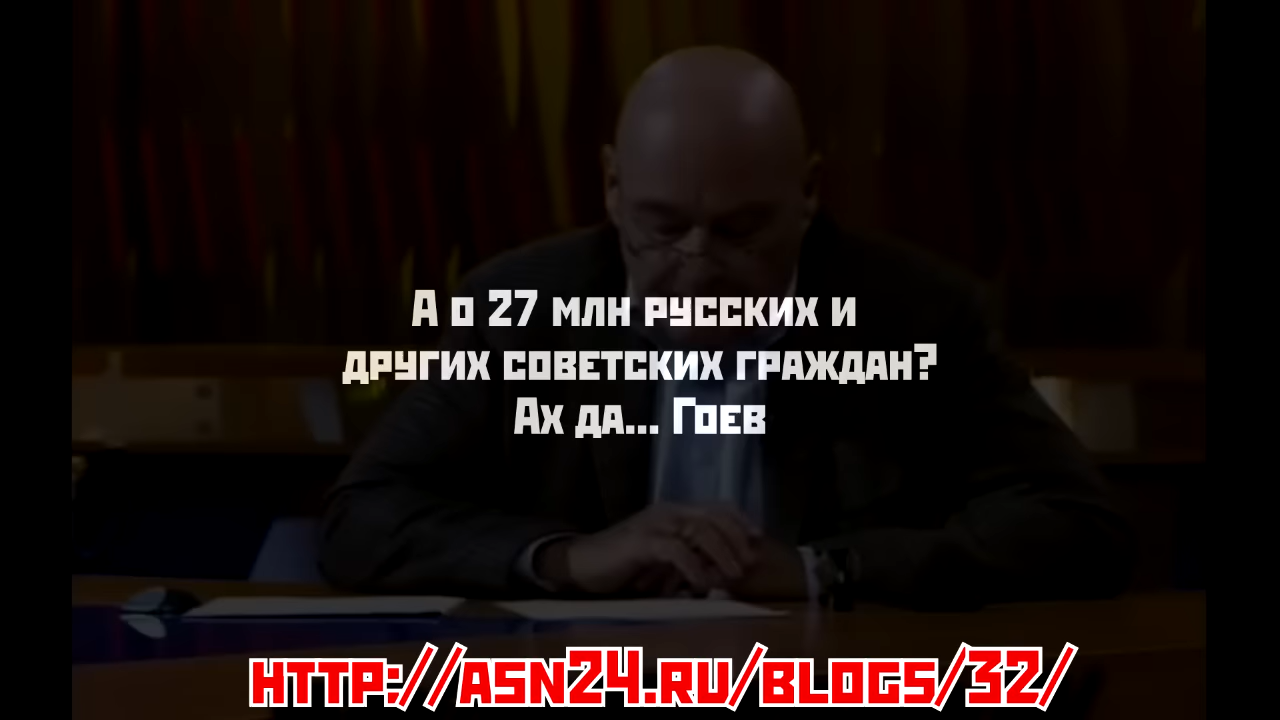 А о 27 млн русских и
других советских граждан?
Ах да... Гоев
http://asn24.ru/blogs/32/